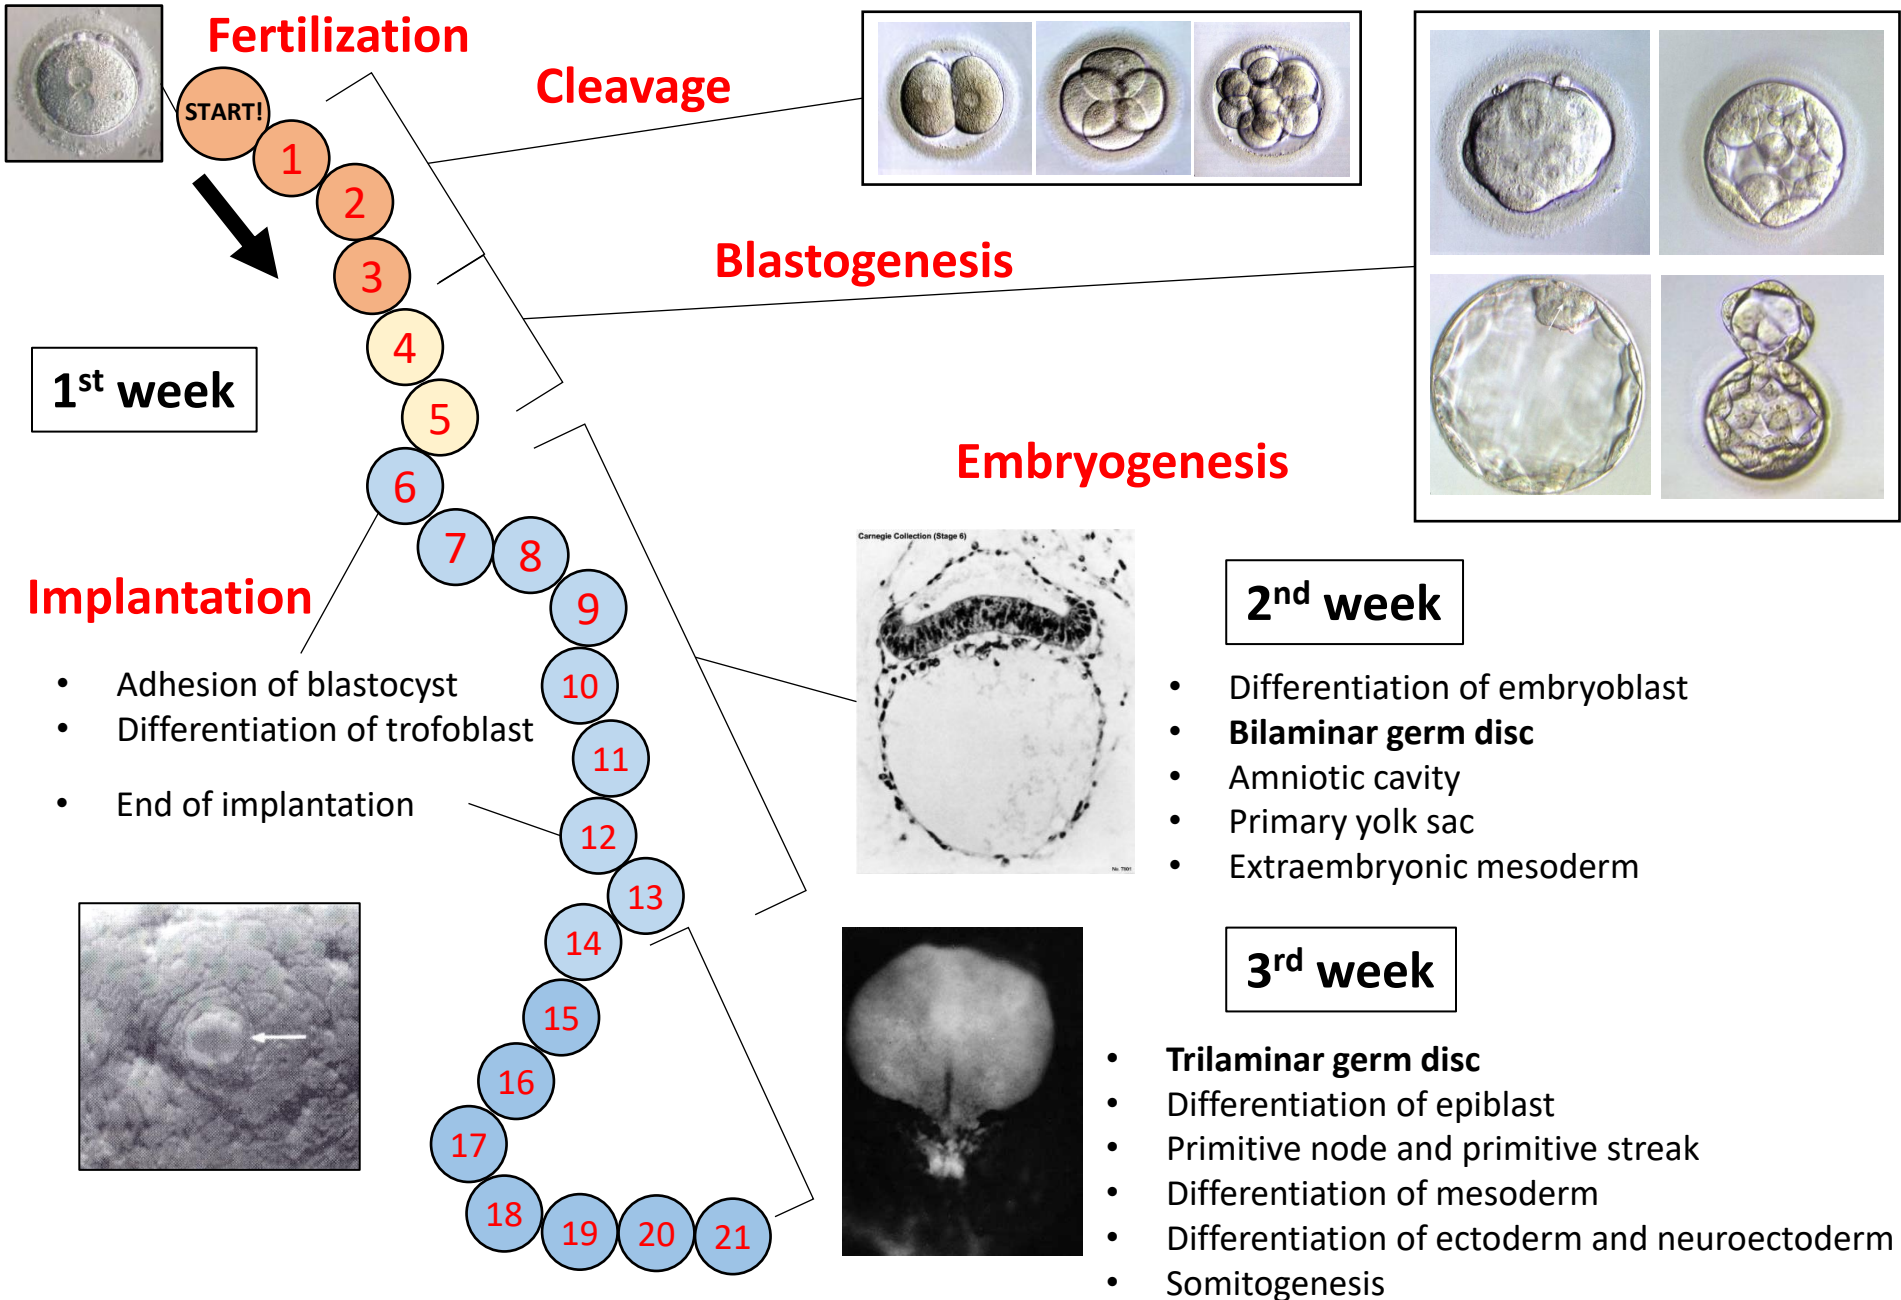 Fertilization
START!
1
2
3
4
5
6
7
8
9
10
11
12
13
14
15
16
17
18
19
20
21
Cleavage
Blastogenesis
1st week
Embryogenesis
Implantation
• Adhesion of blastocyst
• Differentiation of trofoblast
• End of implantation
Carnegie Collection (Stage 6)
No. 7801
2nd week
• Differentiation of embryoblast
• Bilaminar germ disc
• Amniotic cavity
• Primary yolk sac
• Extraembryonic mesoderm
3rd week
• Trilaminar germ disc
• Differentiation of epiblast
• Primitive node and primitive streak
• Differentiation of mesoderm
• Differentiation of ectoderm and neuroectoderm
• Somitogenesis